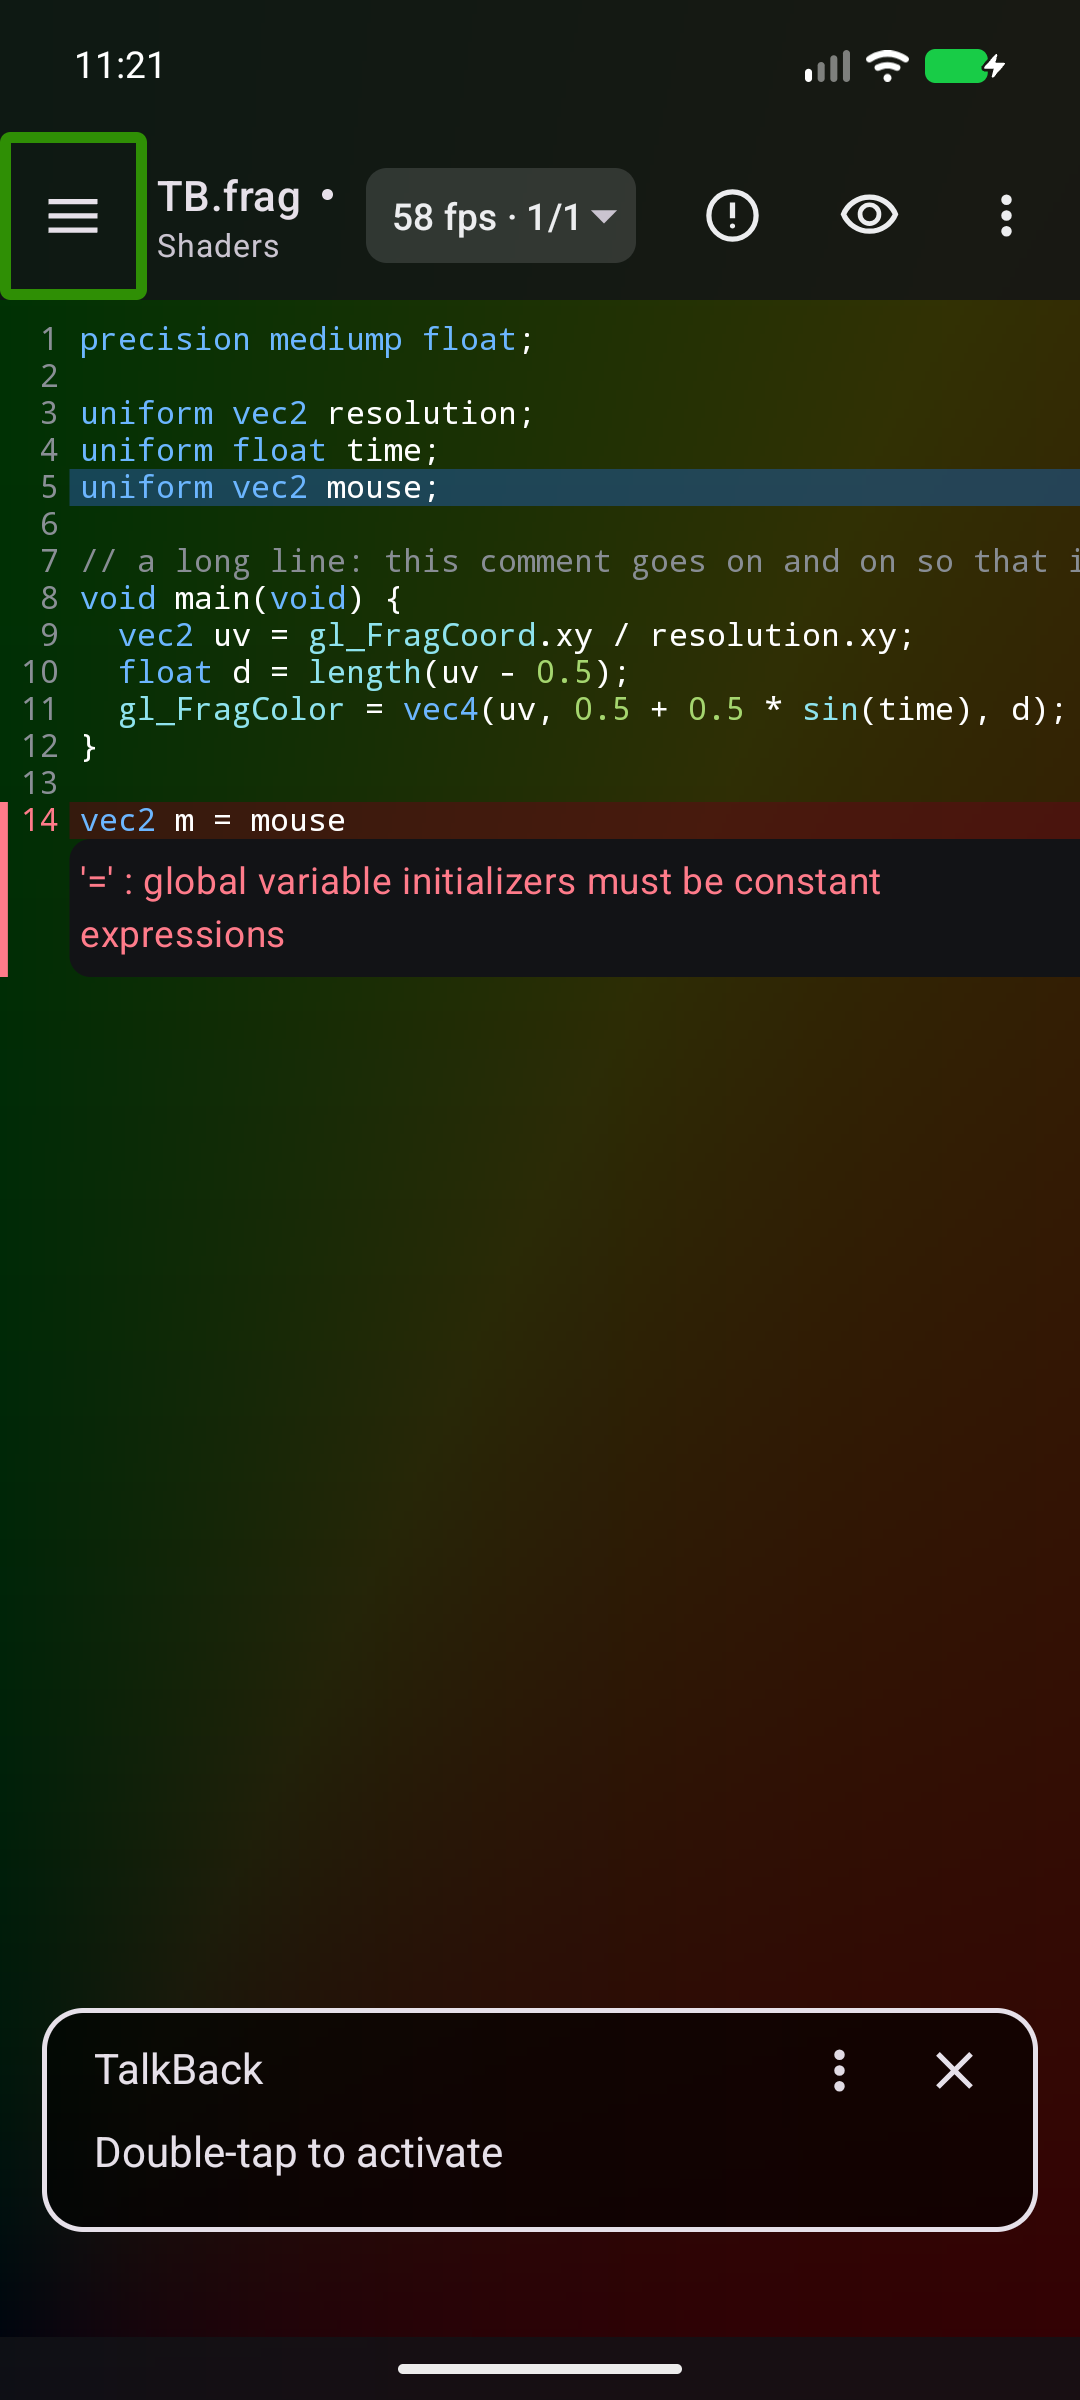 11:21
TB.frag •
Shaders
58 fps · 1/1
1 precision mediump float;
2
3 uniform vec2 resolution;
4 uniform float time;
5 uniform vec2 mouse;
6
7 // a long line: this comment goes on and on so that i
8 void main(void) {
9   vec2 uv = gl_FragCoord.xy / resolution.xy;
10   float d = length(uv - 0.5);
11   gl_FragColor = vec4(uv, 0.5 + 0.5 * sin(time), d);
12 }
13
14 vec2 m = mouse
'=' : global variable initializers must be constant
expressions
TalkBack
Double-tap to activate